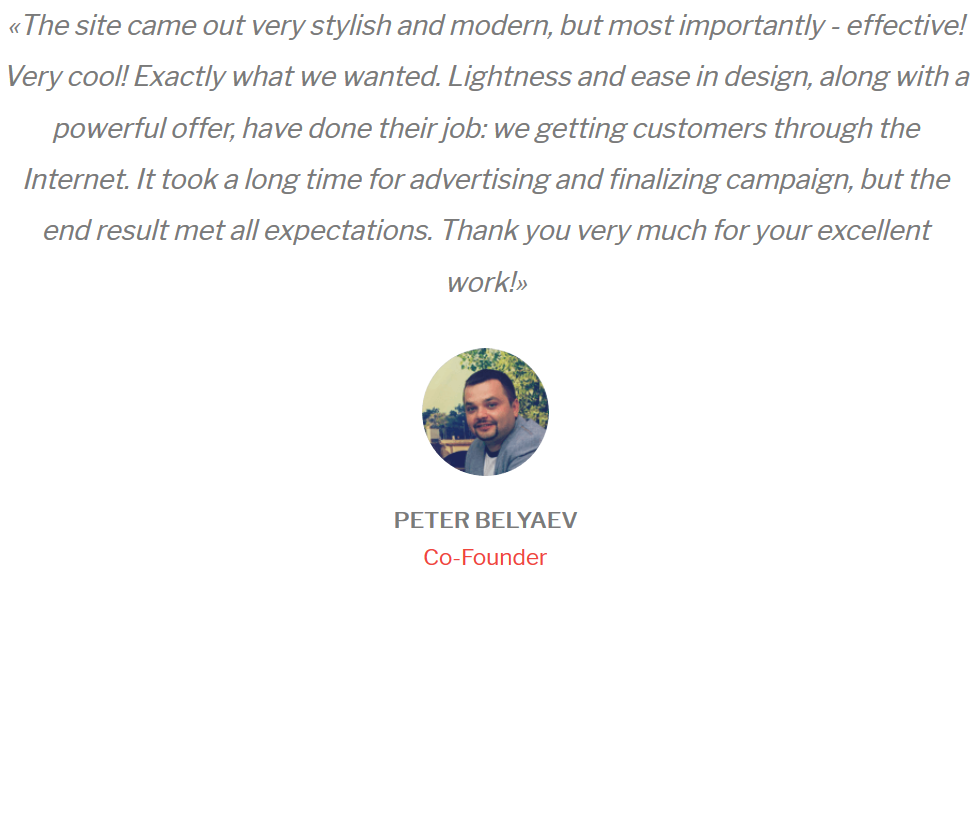 «The site came out very stylish and modern, but most importantly - effective!
Very cool! Exactly what we wanted. Lightness and ease in design, along with a
powerful offer, have done their job: we getting customers through the
Internet. It took a long time for advertising and finalizing campaign, but the
end result met all expectations. Thank you very much for your excellent
work!»
PETER BELYAEV
Co-Founder